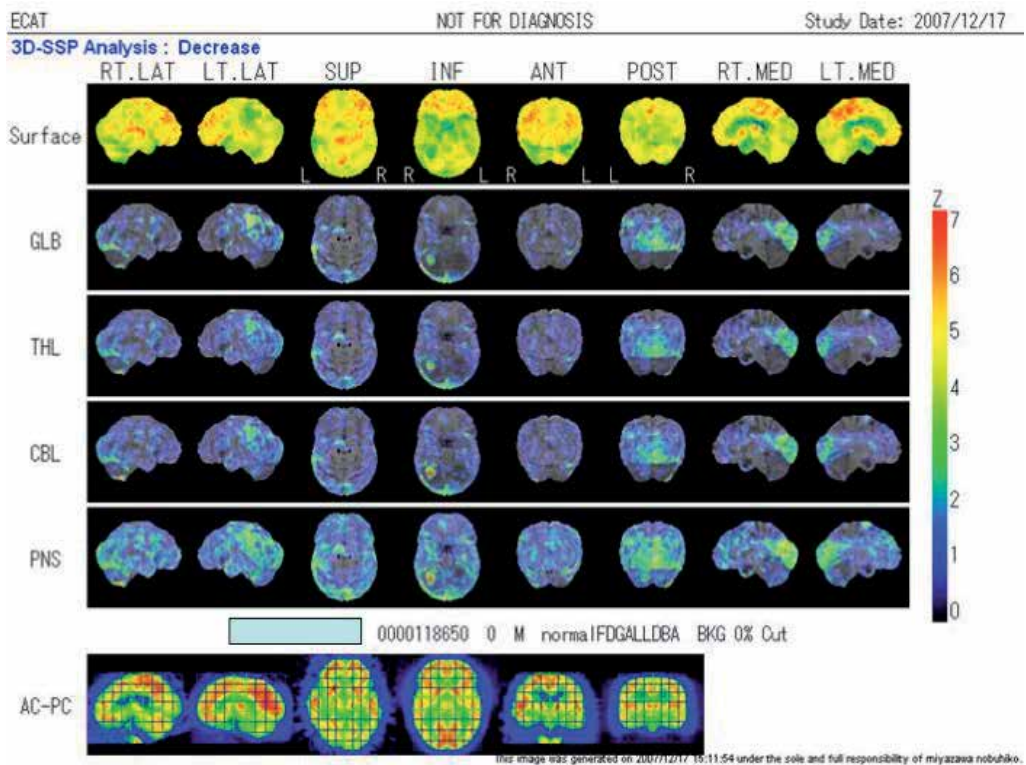 ECAT NOT FOR DIAGNOSIS Study Date: 2007/12/17
3D-SSP Analysis : Decrease
RT.LAT LT.LAT SUP INF ANT POST RT.MED LT.MED
Surface
L R R L R L L R
GLB
THL
CBL
PNS
Z
7
6
5
4
3
2
1
0
0000118650 0 M normalFDGALLDBA BKG 0% Cut
AC-PC
This image was generated on 2007/12/17 15:11:54 under the sole and full responsibility of miyazawa nobuhiko.